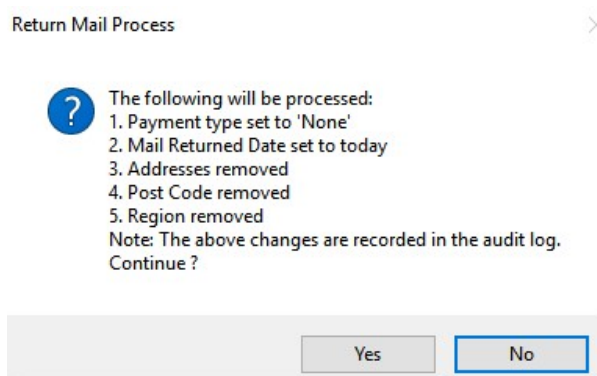 Return Mail Process
The following will be processed:
1. Payment type set to 'None'
2. Mail Returned Date set to today
3. Addresses removed
4. Post Code removed
5. Region removed
Note: The above changes are recorded in the audit log.
Continue ?
Yes
No